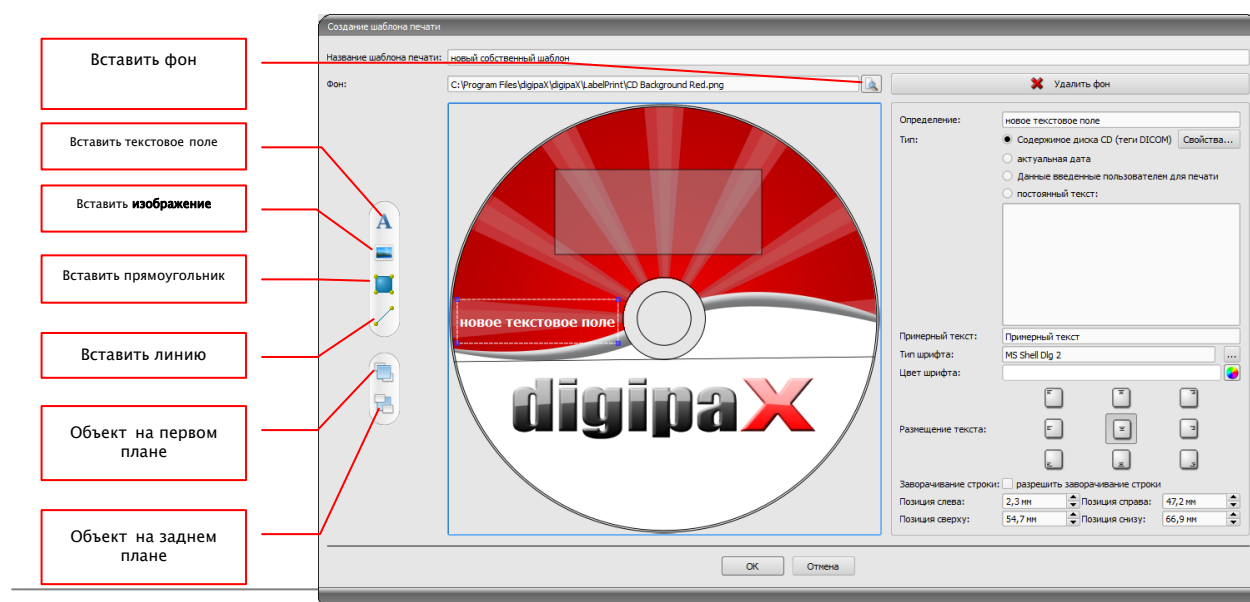 Создание шаблона печати
Вставить фон
Название шаблона печати: новый собственный шаблон
Фон: C:\Program Files\digipaX\digipaX\LabelPrint\CD Background Red.png
Удалить фон
Вставить текстовое поле
Вставить изображение
Вставить прямоугольник
Вставить линию
Объект на первом
плане
Объект на заднем
плане
A
новое текстовое поле
digipaX
Определение: новое текстовое поле
Тип: Содержимое диска CD (теги DICOM) Свойства...
актуальная дата
Данные введенные пользователем для печати
постоянный текст:
Примерный текст: Примерный текст
Тип шрифта: MS Shell Dlg 2 ...
Цвет шрифта:
Размещение текста:
Заворачивание строки: разрешить заворачивание строки
Позиция слева: 2,3 мм Позиция справа: 47,2 мм
Позиция сверху: 54,7 мм Позиция снизу: 66,9 мм
OK Отмена